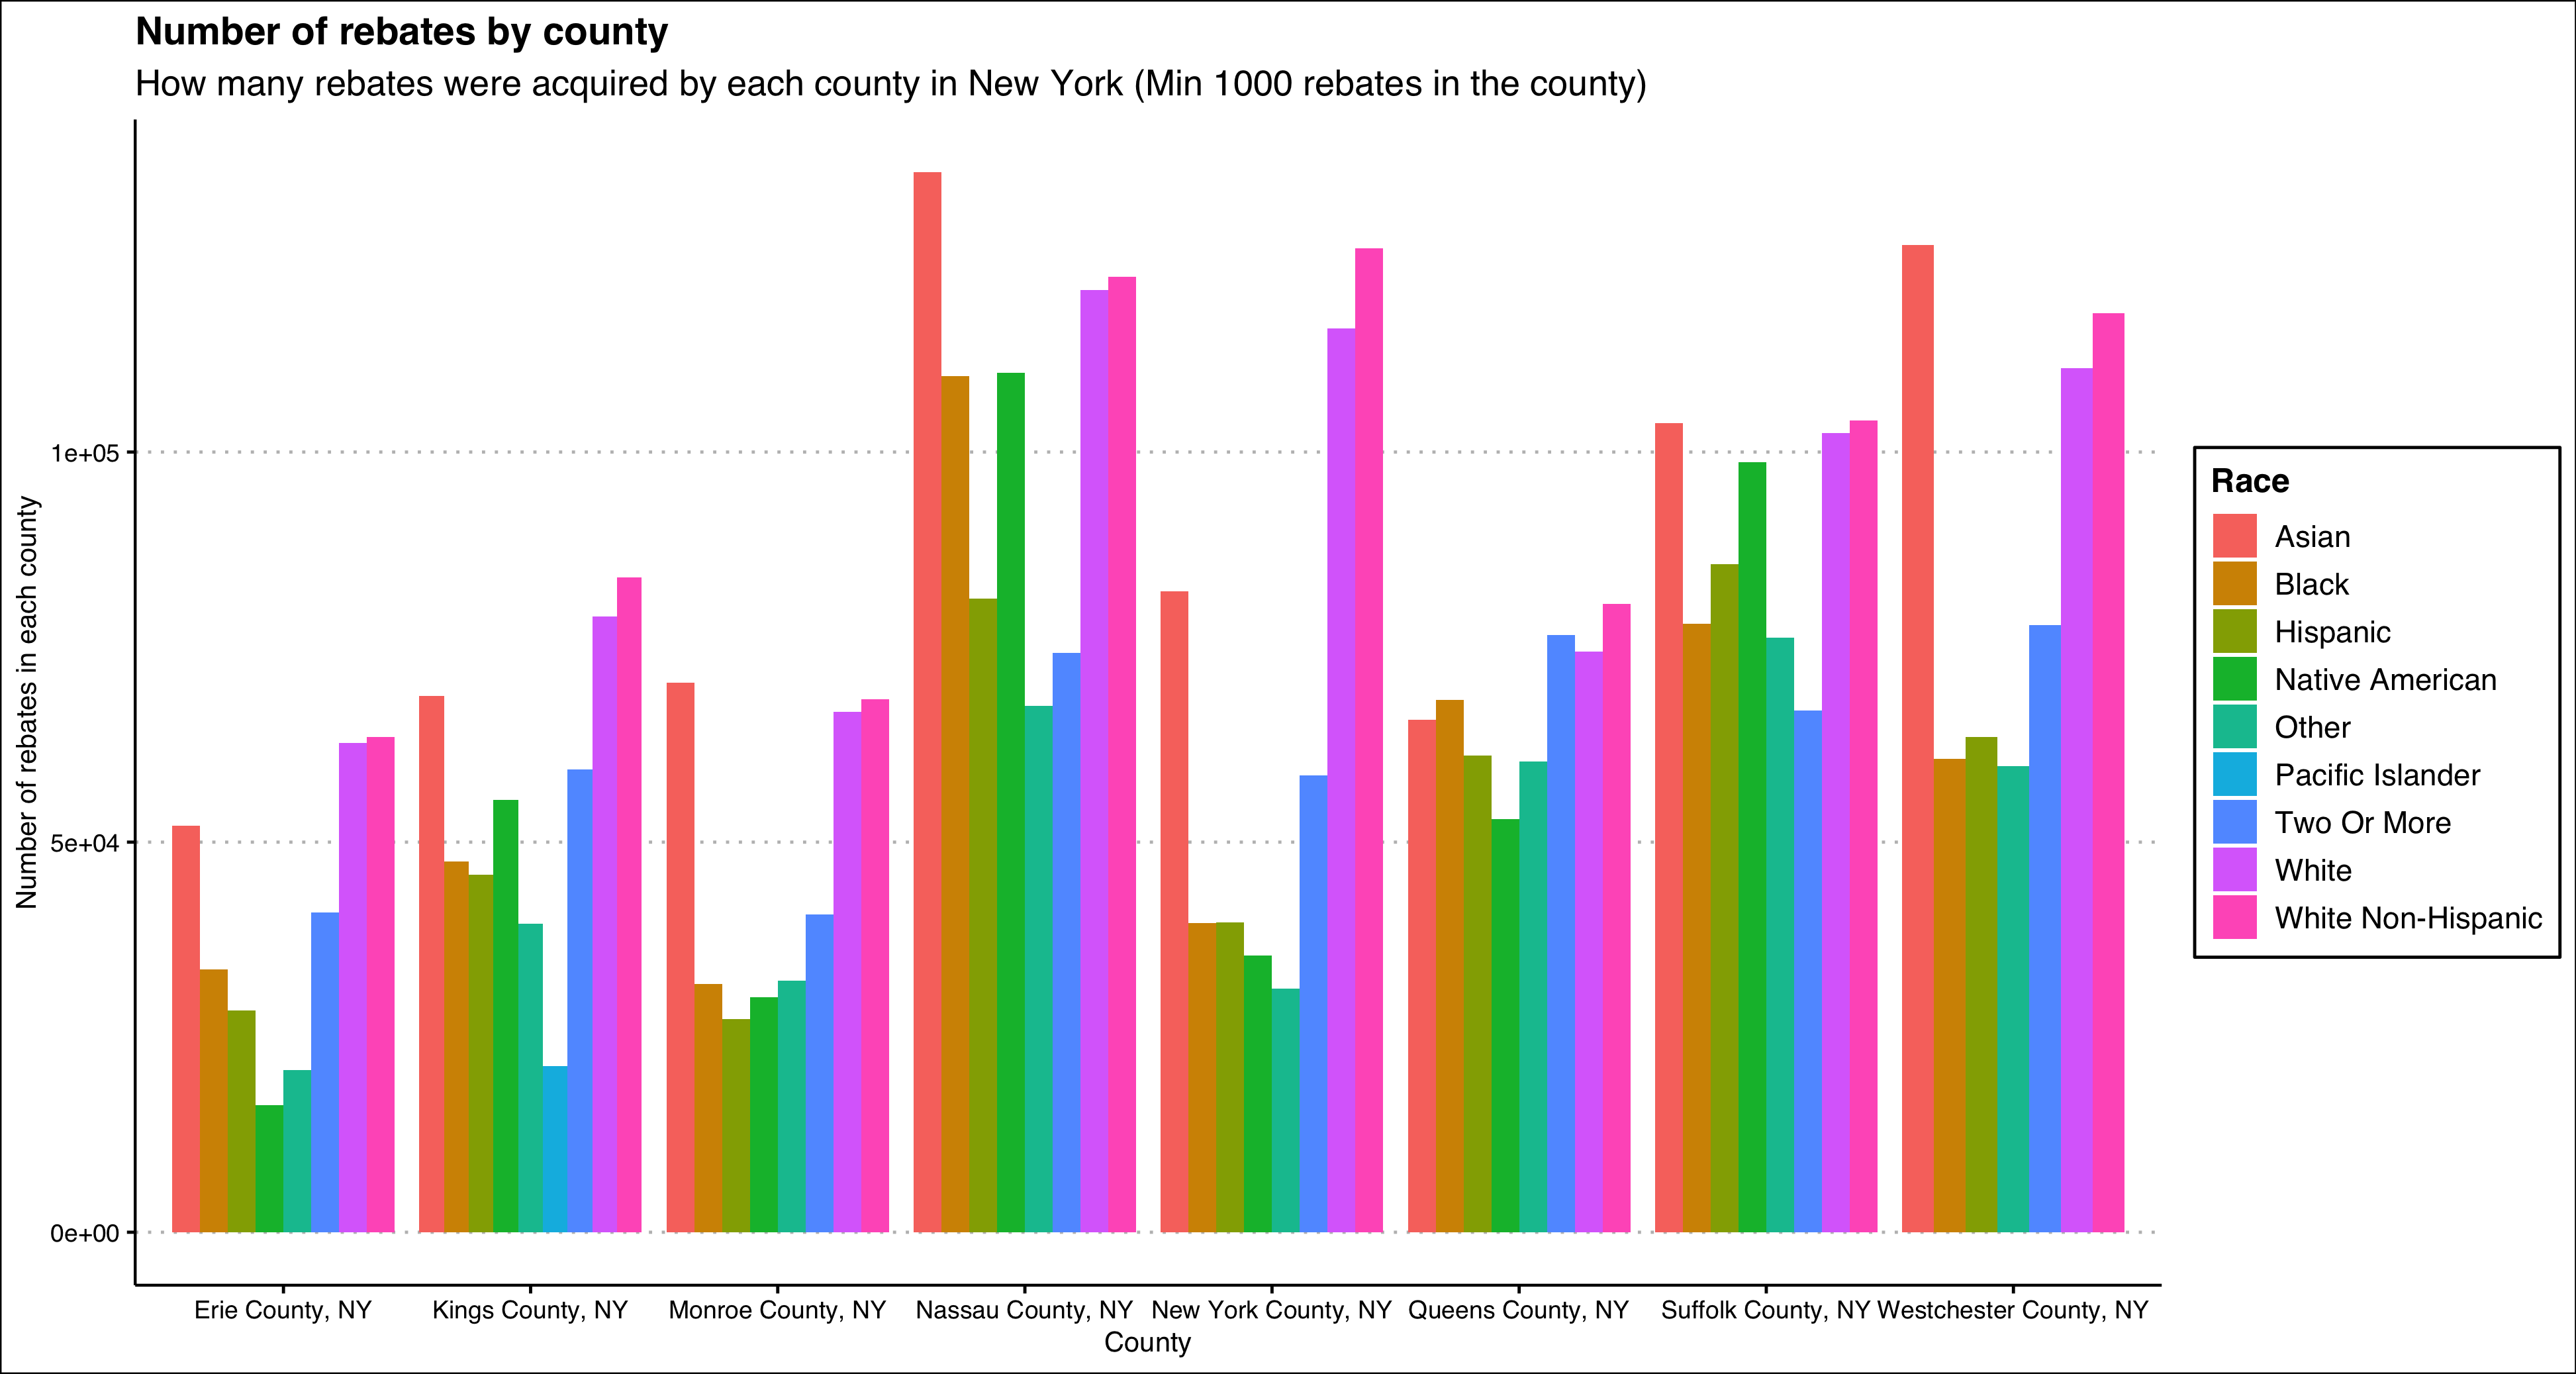 Number of rebates by county
How many rebates were acquired by each county in New York (Min 1000 rebates in the county)
Number of rebates in each county
1e+05
5e+04
0e+00
Erie County, NY
Kings County, NY
Monroe County, NY
Nassau County, NY
New York County, NY
Queens County, NY
Suffolk County, NY
Westchester County, NY
County
Race
Asian
Black
Hispanic
Native American
Other
Pacific Islander
Two Or More
White
White Non-Hispanic